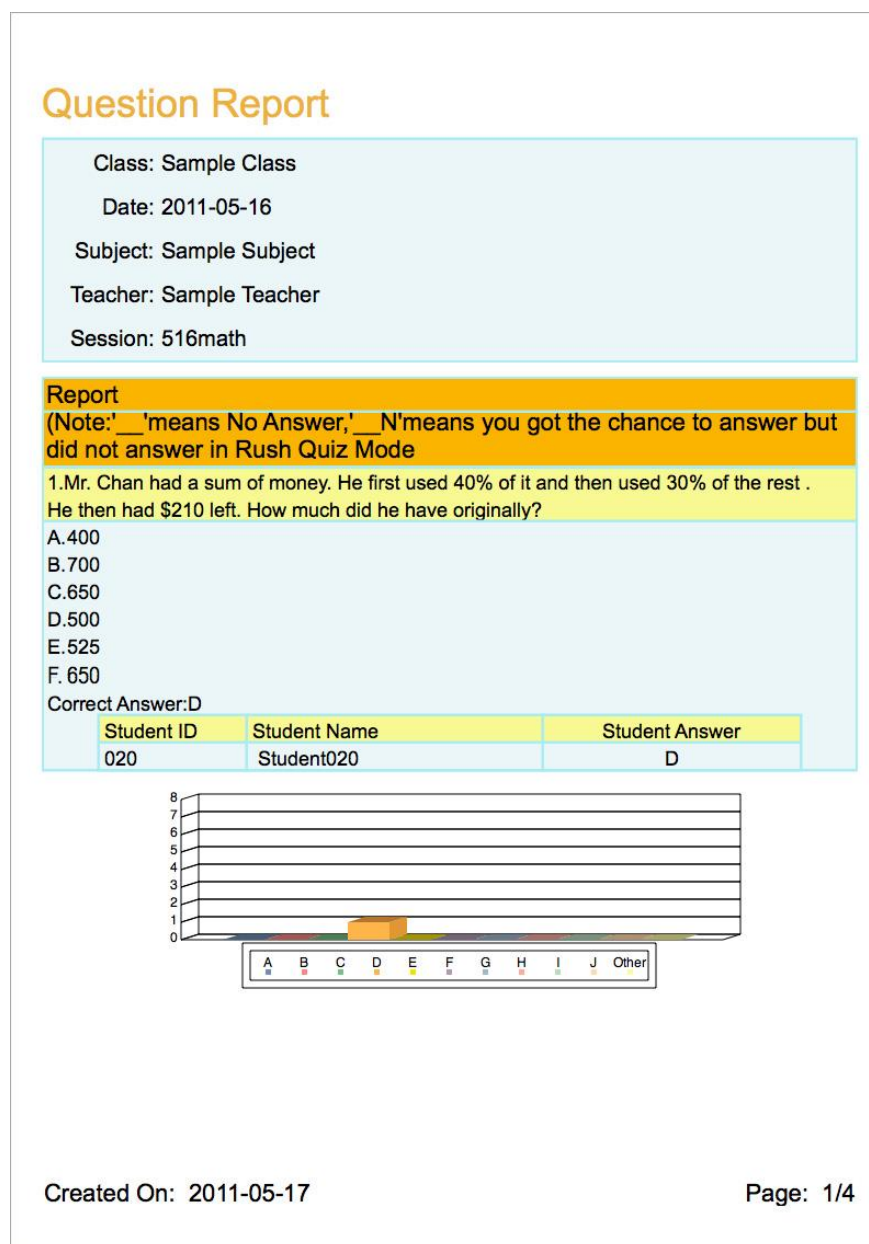 Question Report
Class: Sample Class
Date: 2011-05-16
Subject: Sample Subject
Teacher: Sample Teacher
Session: 516math
Report
(Note:'__'means No Answer,'__N'means you got the chance to answer but
did not answer in Rush Quiz Mode
1.Mr. Chan had a sum of money. He first used 40% of it and then used 30% of the rest .
He then had $210 left. How much did he have originally?
A.400
B.700
C.650
D.500
E.525
F. 650
Correct Answer:D
Student ID Student Name Student Answer
020 Student020 D
8
7
6
5
4
3
2
1
0
A B C D E F G H I J Other
Created On: 2011-05-17 Page: 1/4